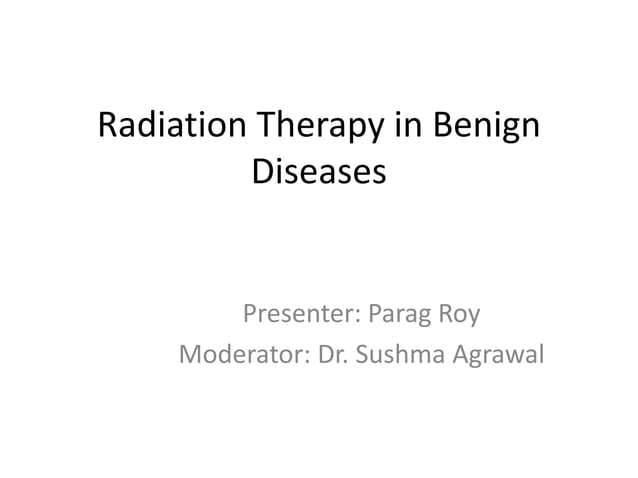 Radiation Therapy in Benign
Diseases
Presenter: Parag Roy
Moderator: Dr. Sushma Agrawal